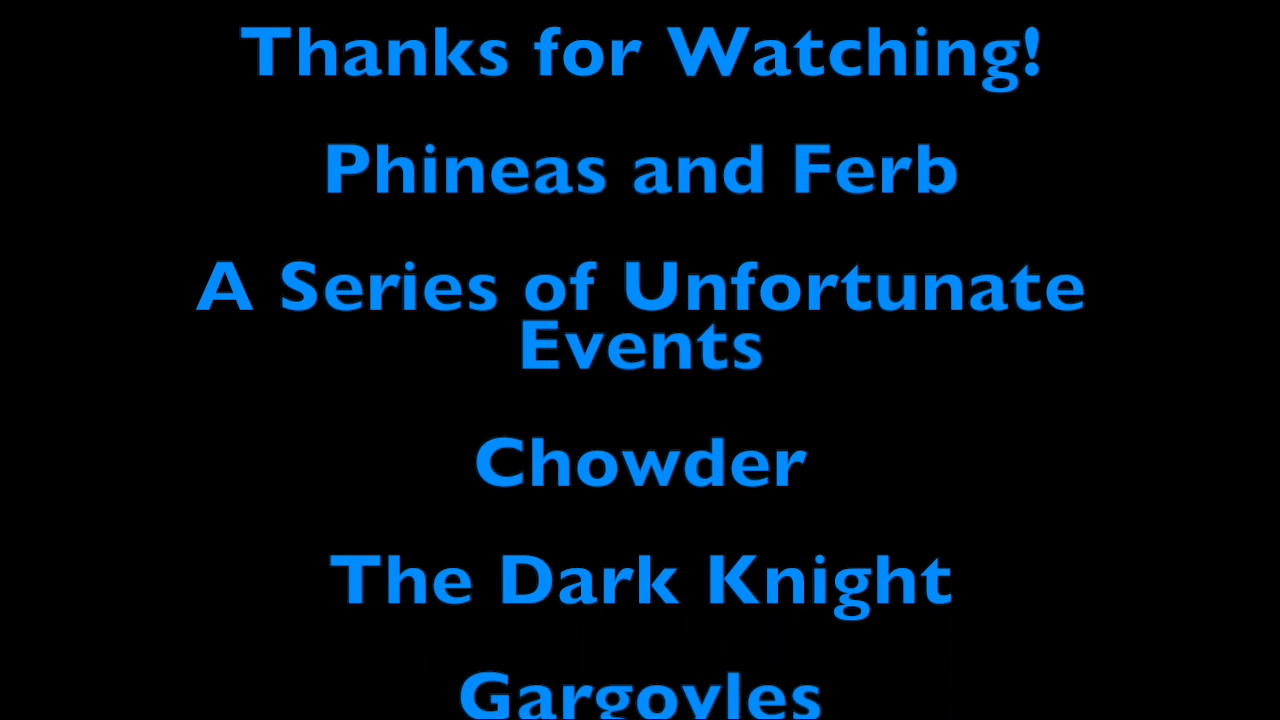 Thanks for Watching!
Phineas and Ferb
A Series of Unfortunate
Events
Chowder
The Dark Knight
Gargoyles